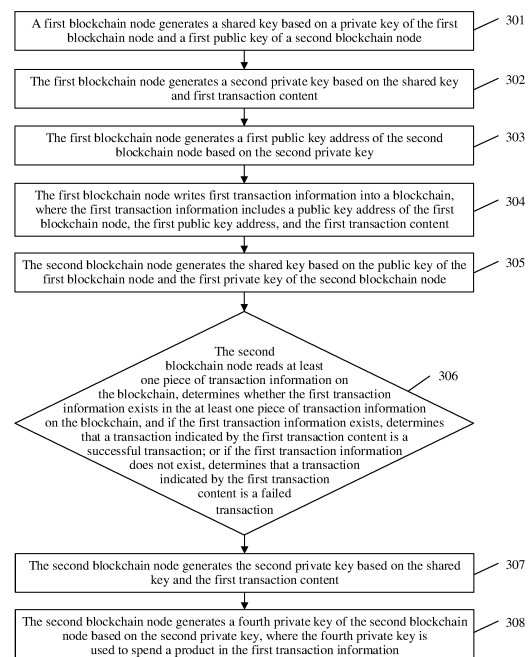 A first blockchain node generates a shared key based on a private key of the first
blockchain node and a first public key of a second blockchain node
301
The first blockchain node generates a second private key based on the shared key
and first transaction content
302
The first blockchain node generates a first public key address of the second
blockchain node based on the second private key
303
The first blockchain node writes first transaction information into a blockchain,
where the first transaction information includes a public key address of the first
blockchain node, the first public key address, and the first transaction content
304
The second blockchain node generates the shared key based on the public key of the
first blockchain node and the first private key of the second blockchain node
305
The second
blockchain node reads at least
one piece of transaction information on
the blockchain, determines whether the first transaction
information exists in the at least one piece of transaction information
on the blockchain, and if the first transaction information exists, determines
that a transaction indicated by the first transaction content is a
successful transaction; or if the first transaction information
does not exist, determines that a transaction
indicated by the first transaction
content is a failed
transaction
306
The second blockchain node generates the second private key based on the shared
key and the first transaction content
307
The second blockchain node generates a fourth private key of the second blockchain
node based on the second private key, where the fourth private key is
used to spend a product in the first transaction information
308